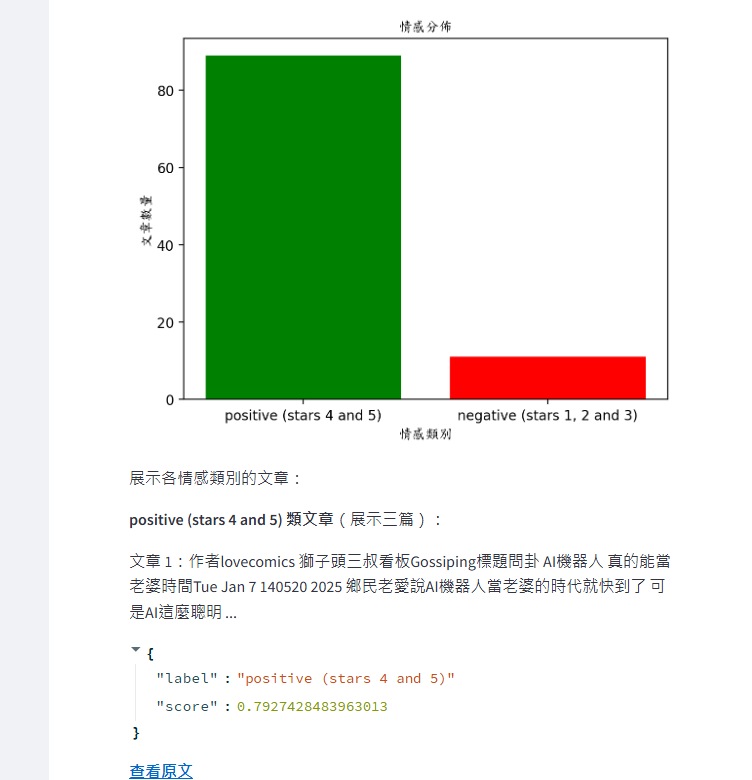 情感分佈
文章數量
80
60
40
20
0
positive (stars 4 and 5)
negative (stars 1, 2 and 3)
情感類別
展示各情感類別的文章：
positive (stars 4 and 5) 類文章（展示三篇）：
文章 1：作者lovecomics 獅子頭三叔看板Gossiping標題問卦 AI機器人 真的能當
老婆時間Tue Jan 7 140520 2025 鄉民老愛說AI機器人當老婆的時代就快到了 可
是AI這麼聰明 ...
{
"label" : "positive (stars 4 and 5)"
"score" : 0.7927428483963013
}
查看原文